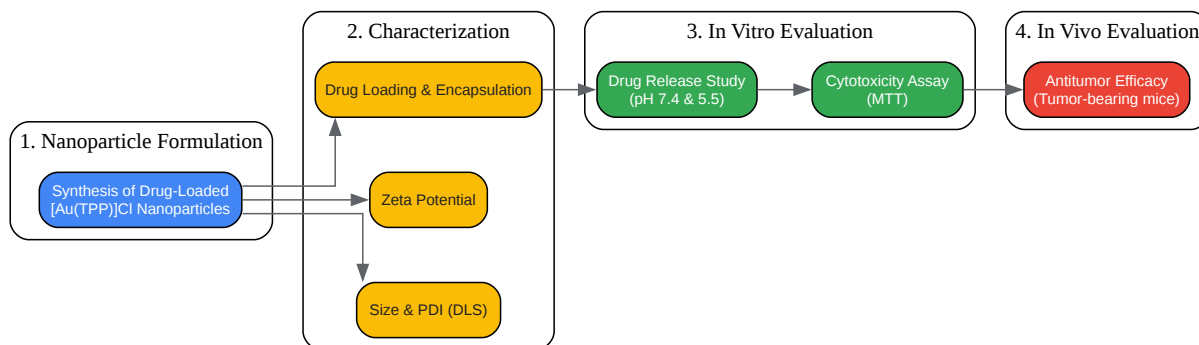 1. Nanoparticle Formulation
Synthesis of Drug-Loaded
[Au(TPP)]Cl Nanoparticles
2. Characterization
Drug Loading & Encapsulation
Zeta Potential
Size & PDI (DLS)
3. In Vitro Evaluation
Drug Release Study
(pH 7.4 & 5.5)
Cytotoxicity Assay
(MTT)
4. In Vivo Evaluation
Antitumor Efficacy
(Tumor-bearing mice)